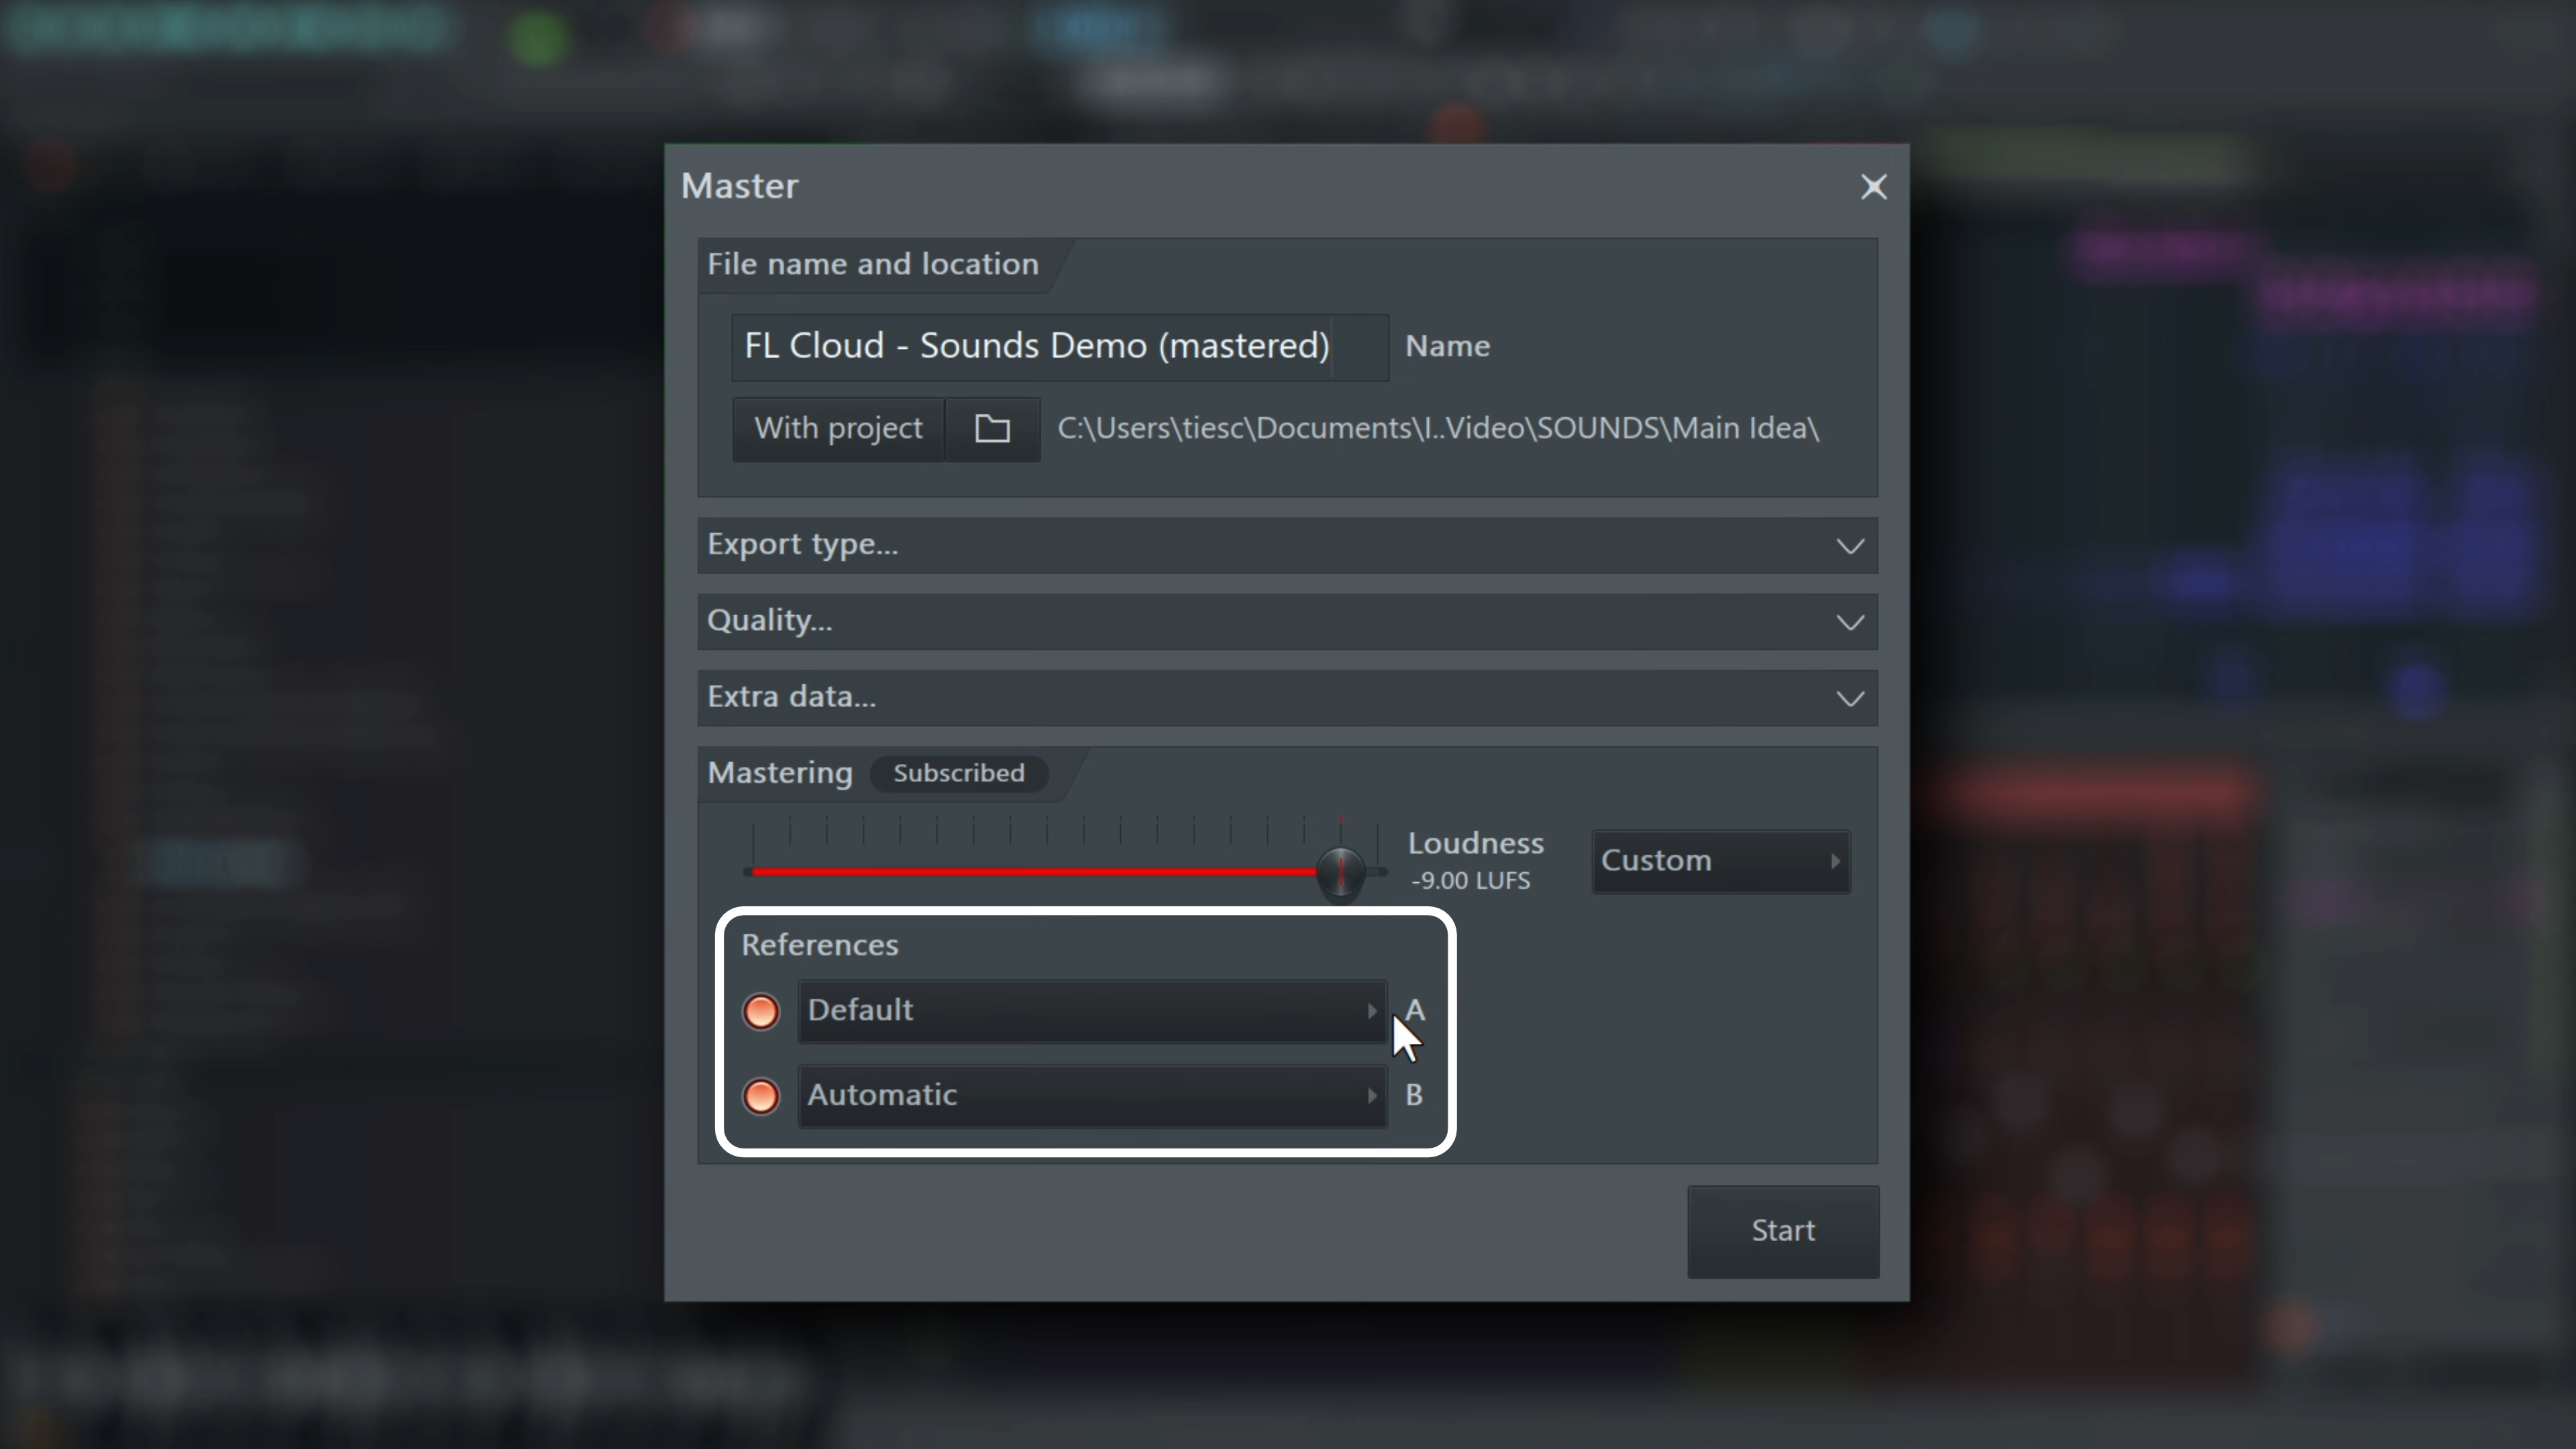 Master
File name and location
FL Cloud - Sounds Demo (mastered)
Name
With project
C:\Users\tiesc\Documents\I..Video\SOUNDS\Main Idea\
Export type...
Quality...
Extra data...
Mastering
Subscribed
Loudness
-9.00 LUFS
Custom
References
Default
A
Automatic
B
Start